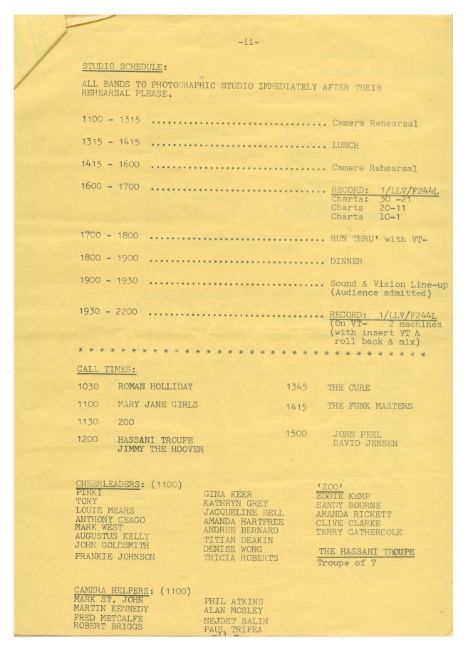 -ii-
STUDIO SCHEDULE:
ALL BANDS TO PHOTOGRAPHIC STUDIO IMMEDIATELY AFTER THEIR
REHEARSAL PLEASE.
1100 - 1315 ................................. Camera Rehearsal
1315 - 1415 ................................. LUNCH
1415 - 1600 ................................. Camera Rehearsal
1600 - 1700 ................................. RECORD: 1/LLV/F244L
Charts: 30 -21
Charts 20-11
Charts 10-1
1700 - 1800 ................................. RUN THRU' with VT-
1800 - 1900 ................................. DINNER
1900 - 1930 ................................. Sound & Vision Line-up
(Audience admitted)
1930 - 2200 ................................. RECORD: 1/LLV/F244L
(On VT- 2 machines
(with insert VT &
roll back & mix)
* * * * * * * * * * * * * * * * * * * * * * * * * * *
CALL TIMES:
1030 ROMAN HOLLIDAY
1100 MARY JANE GIRLS
1130 ZOO
1200 HASSANI TROUPE
JIMMY THE HOOVER
1345 THE CURE
1415 THE FUNK MASTERS
1500 JOHN PEEL
DAVID JENSEN
CHEERLEADERS: (1100)
PINKI
TONY
LOUIE MEARS
ANTHONY CEAGO
MARK WEST
AUGUSTUS KELLY
JOHN GOLDSMITH
FRANKIE JOHNSON
GINA KEER
KATHRYN GREY
JACQUELINE BELL
AMANDA HARTFREE
ANDREE BERNARD
TITIAN DEAKIN
DENISE WONG
TRICIA ROBERTS
'ZOO'
EDDIE KEMP
SANDY BOURNE
AMANDA RICKETT
CLIVE CLARKE
TERRY GATHERCOLE
THE HASSANI TROUPE
Troupe of 7
CAMERA HELPERS: (1100)
MARK ST. JOHN
MARTIN KENNEDY
FRED METCALFE
ROBERT BRIGGS
PHIL ATKINS
ALAN MOSLEY
NEJDET SALIH
PAUL TRIPEA